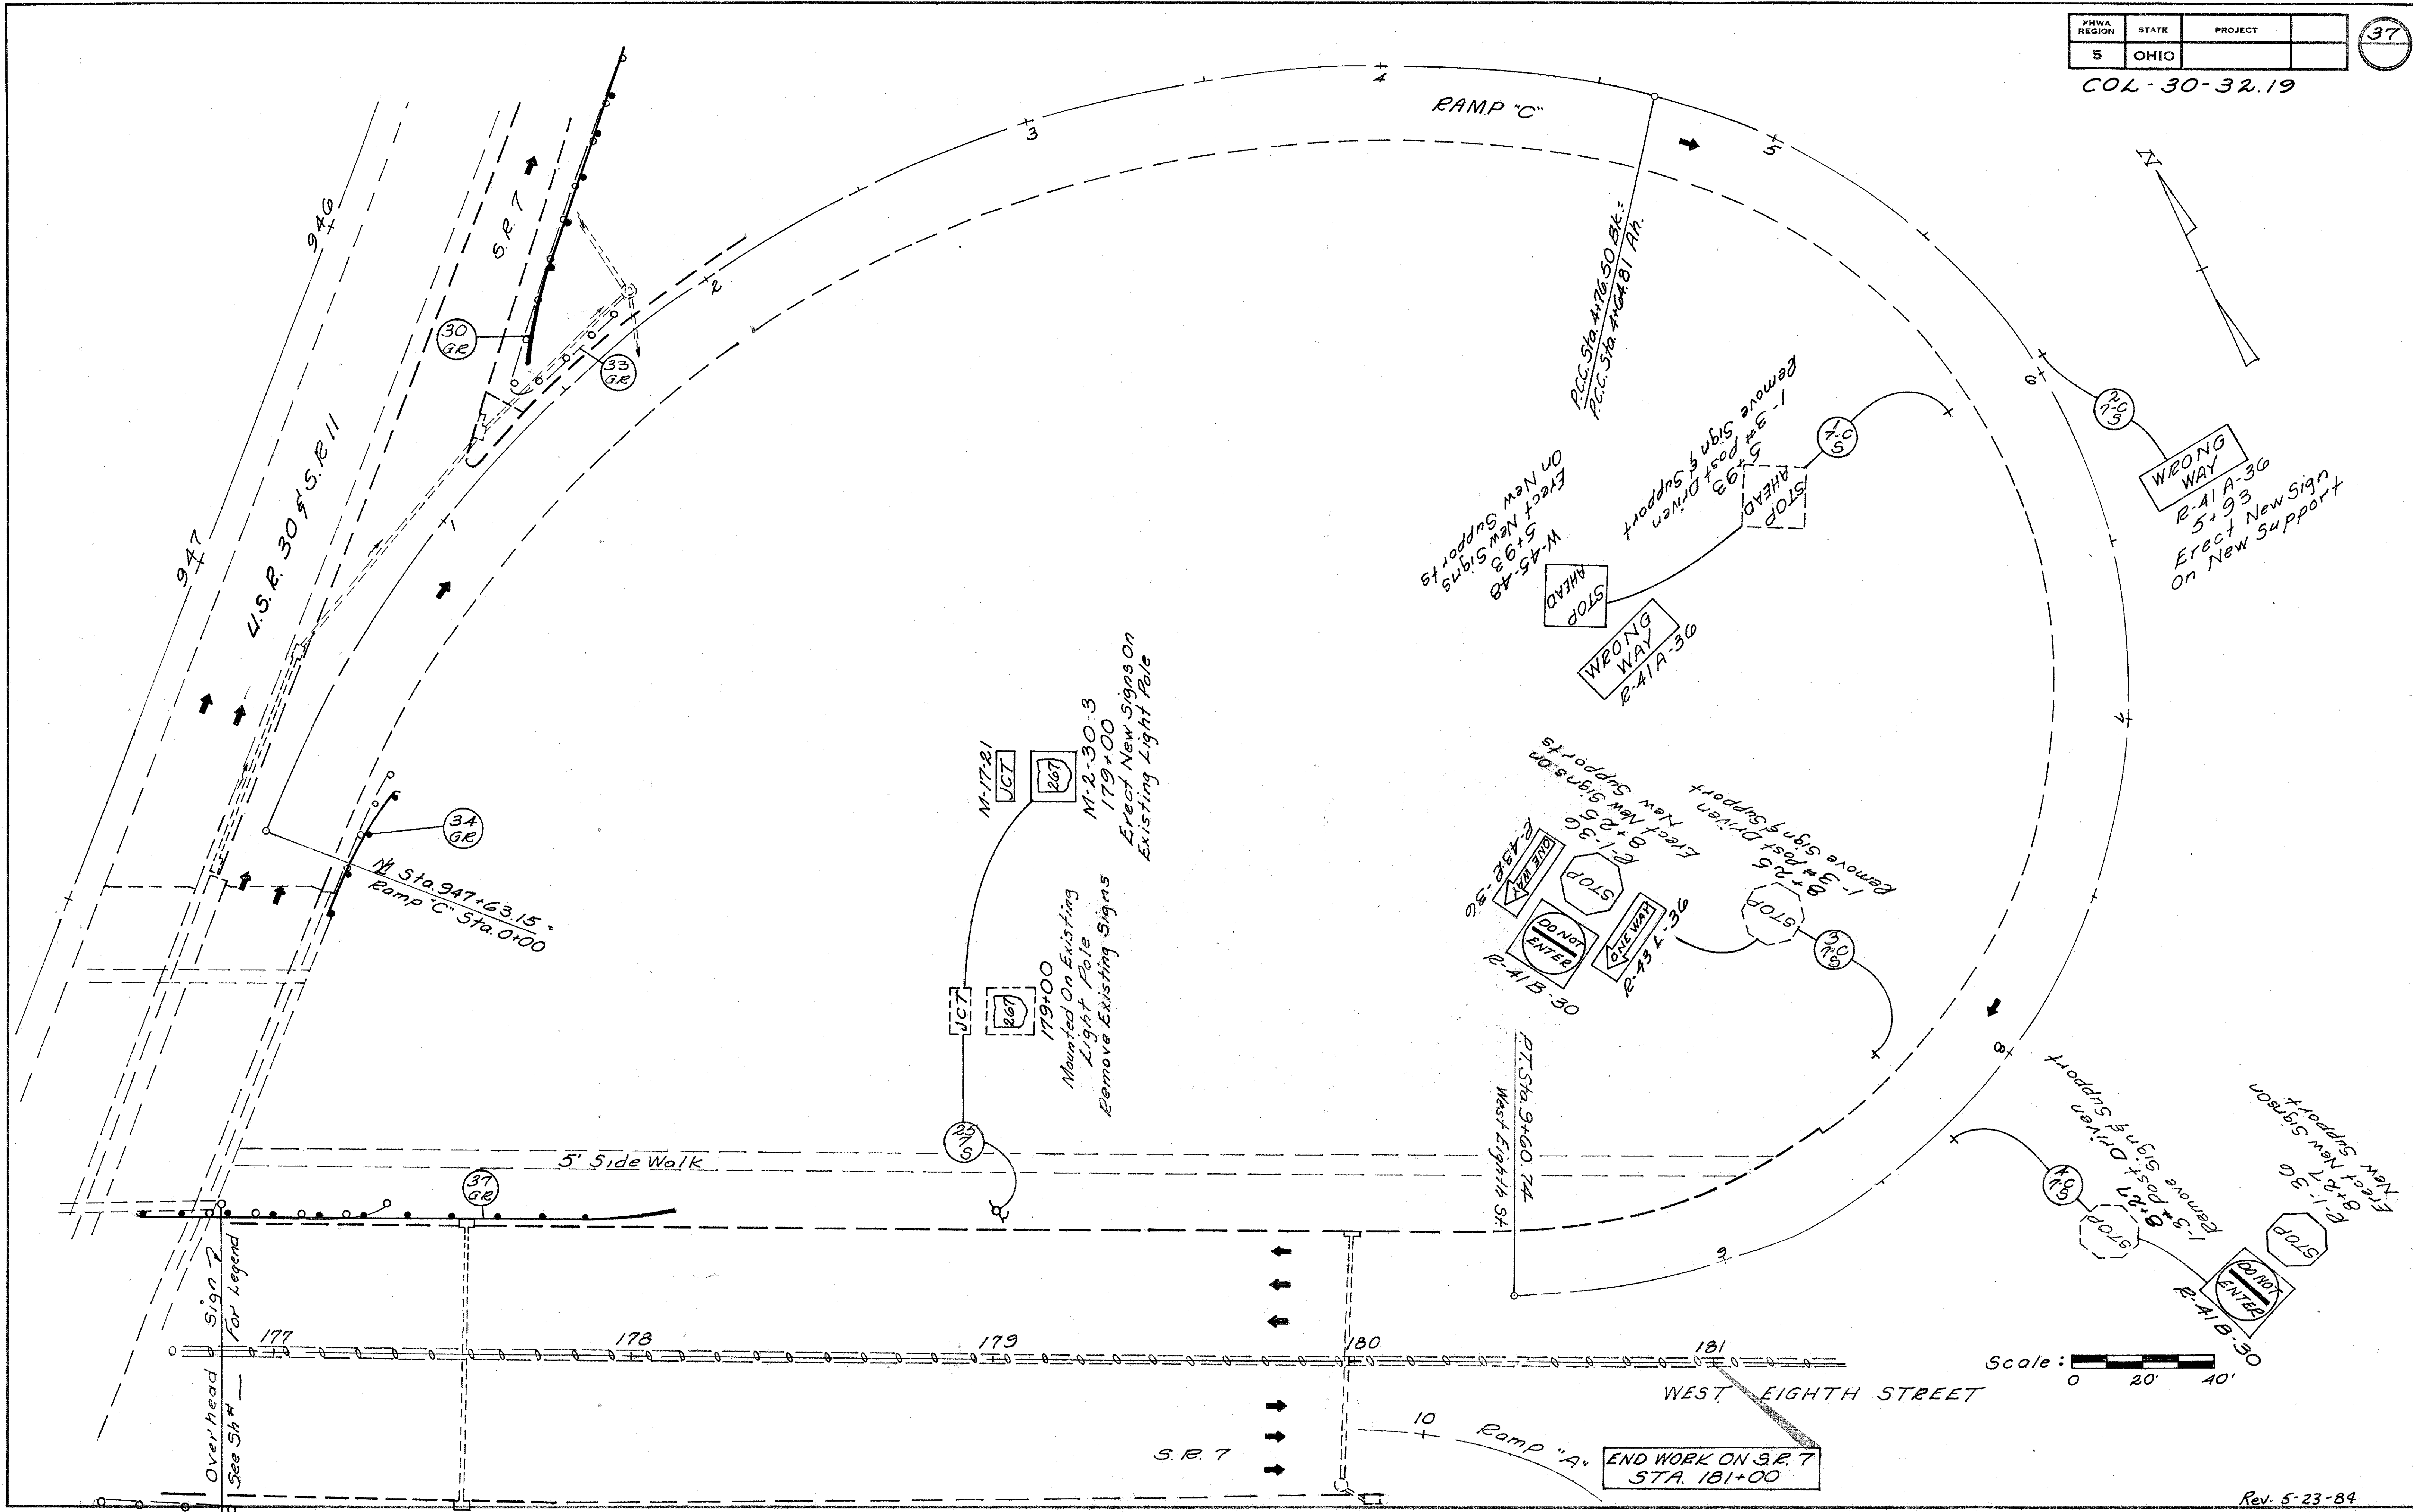 FHWA REGION
STATE
PROJECT
5
OHIO
37
COL-30-32.19
RAMP "C"
N
946
947
S.R. 7
U.S.R. 30 & S.R. 11
30
GR
33
GR
34
GR
37
GR
1
2
3
4
5
6
7
8
9
P.C.C. Sta. 4+76.50 Bk. =
P.C.C. Sta. 4+64.81 Ah.
Sta. 947+63.15 =
Ramp "C" Sta. 0+00
1
7-C
S
STOP
AHEAD
5+93
1-3# Post Driven
Remove Sign & Support
STOP
AHEAD
W-45-48
5+93
Erect New Signs
On New Supports
WRONG
WAY
R-41A-36
2
7-C
S
WRONG
WAY
R-41A-36
5+93
Erect New Sign
On New Support
M-17-21
JCT
267
M-2-30-3
179+00
Erect New Signs On
Existing Light Pole
JCT
267
179+00
Mounted On Existing
Light Pole
Remove Existing Signs
25
7
S
STOP
8+25
1-3# Post Driven
Remove Sign & Support
STOP
R-1-36
8+25
Erect New Signs On
New Supports
ONE WAY
R-43R-36
DO NOT
ENTER
R-41B-30
ONE WAY
R-43L-36
STOP
8+27
1-3# Post Driven
Remove Sign & Support
STOP
R-1-36
8+27
Erect New Signs On
New Support
DO NOT
ENTER
R-41B-30
P.T. Sta. 9+60.74
West Eighth St.
5' Side Walk
Overhead Sign
See Sh# __ For Legend
177
178
179
180
181
WEST EIGHTH STREET
S.R. 7
10
Ramp "A"
END WORK ON S.R. 7
STA. 181+00
Scale:
0 20' 40'
Rev. 5-23-84